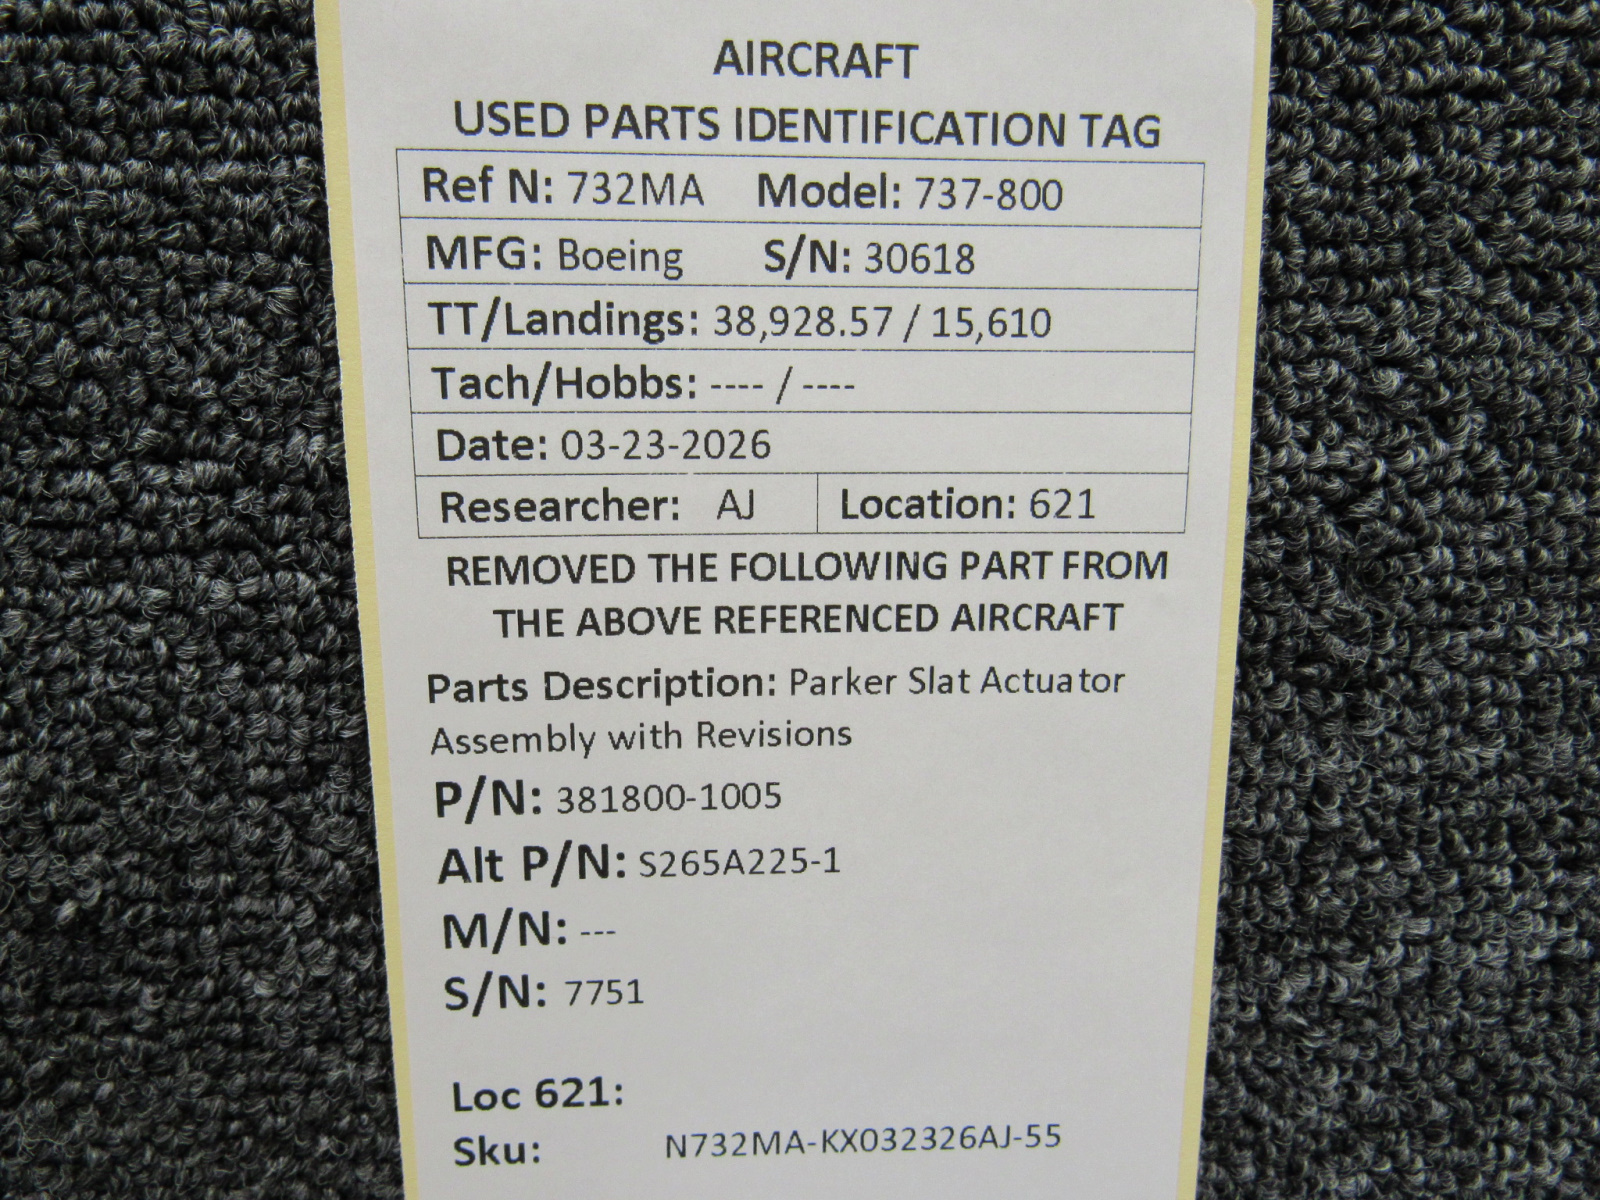 AIRCRAFT
USED PARTS IDENTIFICATION TAG
Ref N: 732MA Model: 737-800
MFG: Boeing S/N: 30618
TT/Landings: 38,928.57 / 15,610
Tach/Hobbs: ---- / ----
Date: 03-23-2026
Researcher: AJ Location: 621
REMOVED THE FOLLOWING PART FROM
THE ABOVE REFERENCED AIRCRAFT
Parts Description: Parker Slat Actuator
Assembly with Revisions
P/N: 381800-1005
Alt P/N: S265A225-1
M/N: ---
S/N: 7751
Loc 621:
Sku: N732MA-KX032326AJ-55